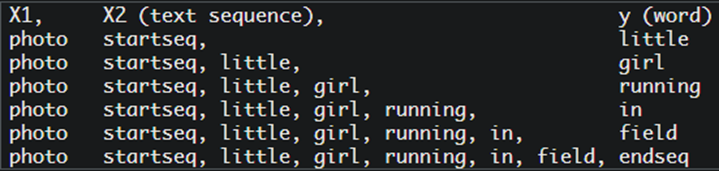 X1, X2 (text sequence), y (word)
photo startseq, little
photo startseq, little, girl
photo startseq, little, girl, running
photo startseq, little, girl, running, in
photo startseq, little, girl, running, in, field
photo startseq, little, girl, running, in, field, endseq